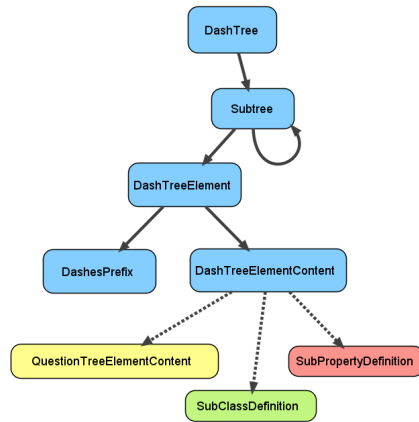 DashTree
Subtree
DashTreeElement
DashesPrefix
DashTreeElementContent
QuestionTreeElementContent
SubPropertyDefinition
SubClassDefinition